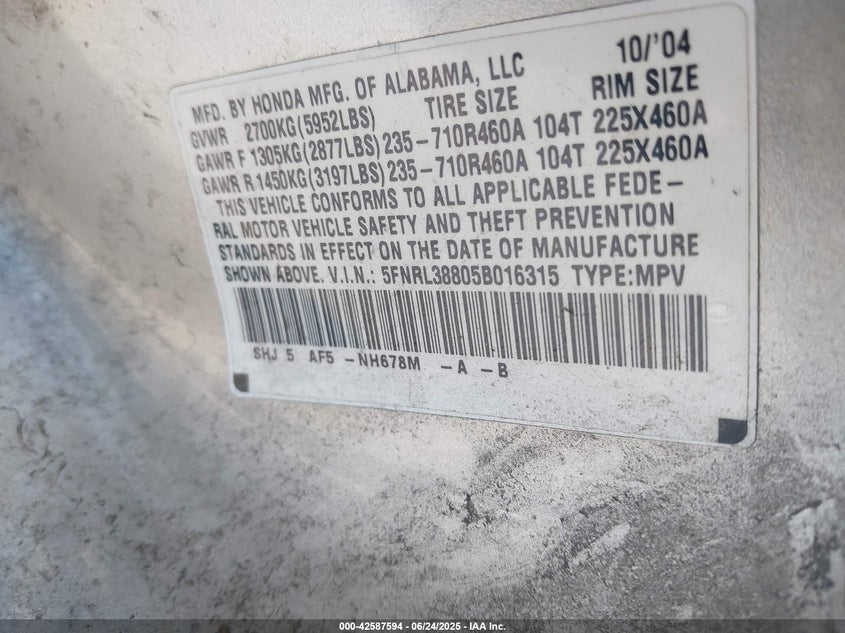 MFD. BY HONDA MFG. OF ALABAMA, LLC 10/'04
GVWR 2700KG(5952LBS) TIRE SIZE RIM SIZE
GAWR F 1305KG(2877LBS) 235-710R460A 104T 225X460A
GAWR R 1450KG(3197LBS) 235-710R460A 104T 225X460A
THIS VEHICLE CONFORMS TO ALL APPLICABLE FEDE-
RAL MOTOR VEHICLE SAFETY AND THEFT PREVENTION
STANDARDS IN EFFECT ON THE DATE OF MANUFACTURE
SHOWN ABOVE. V.I.N.: 5FNRL38805B016315 TYPE:MPV
SHJ 5 AF5 -NH678M -A -B
000-42587594 - 06/24/2025 - IAA Inc.